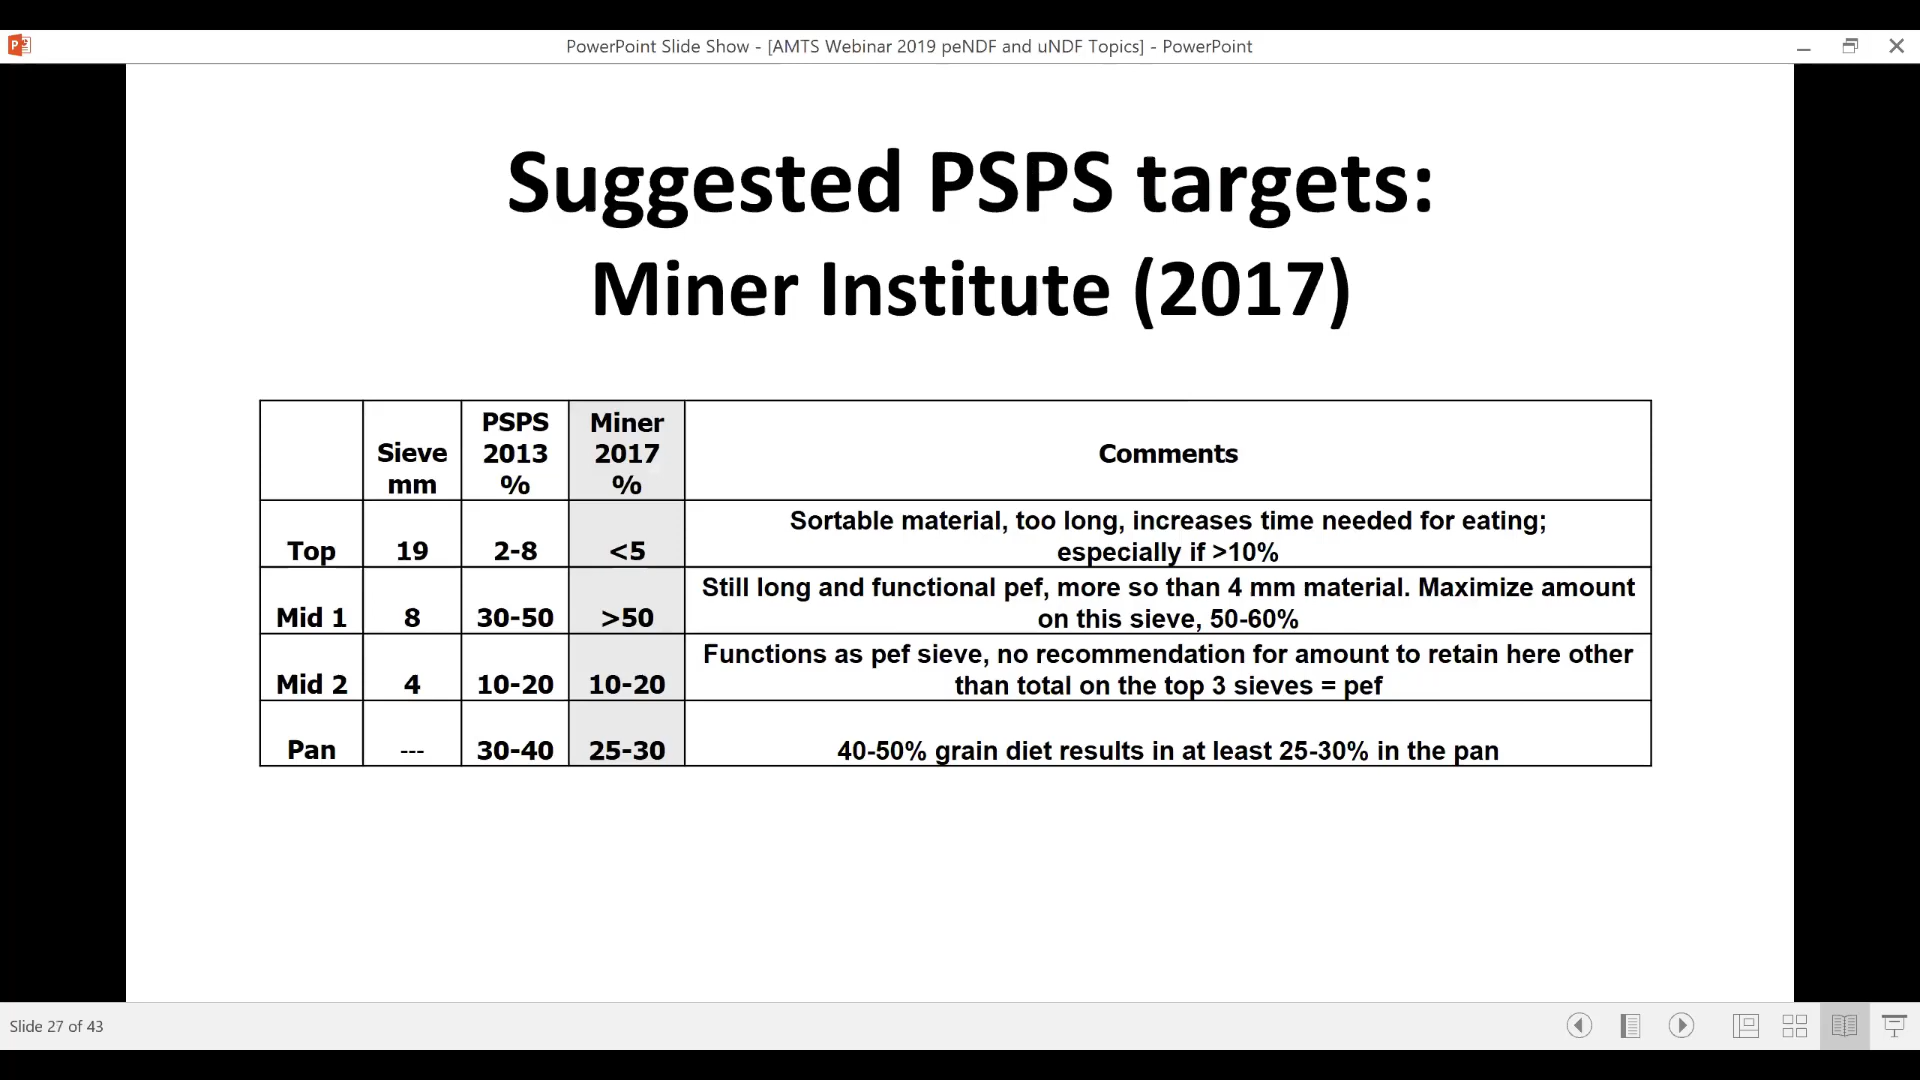 PowerPoint Slide Show - [AMTS Webinar 2019 peNDF and uNDF Topics] - PowerPoint
Suggested PSPS targets:
Miner Institute (2017)
Sieve mm PSPS 2013 % Miner 2017 % Comments
Top 19 2-8 <5 Sortable material, too long, increases time needed for eating;
especially if >10%
Mid 1 8 30-50 >50 Still long and functional pef, more so than 4 mm material. Maximize amount
on this sieve, 50-60%
Mid 2 4 10-20 10-20 Functions as pef sieve, no recommendation for amount to retain here other
than total on the top 3 sieves = pef
Pan --- 30-40 25-30 40-50% grain diet results in at least 25-30% in the pan
Slide 27 of 43